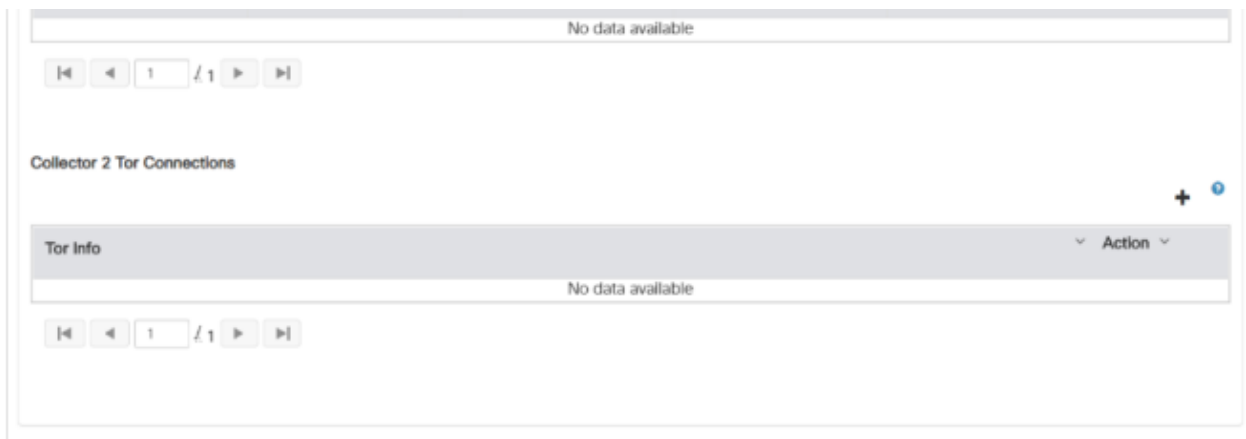 No data available
1 / 1
Collector 2 Tor Connections
Tor Info Action
No data available
1 / 1